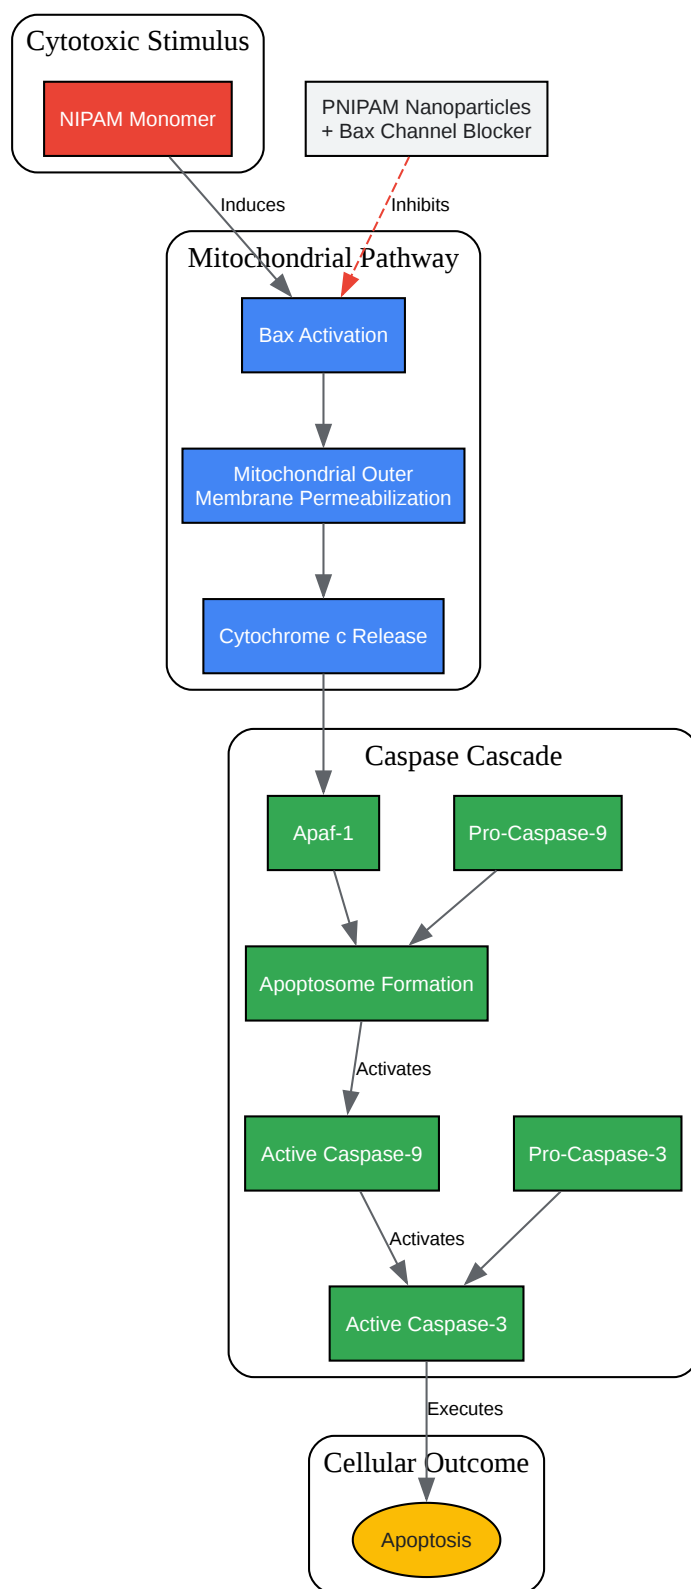 Cytotoxic Stimulus
NIPAM Monomer
PNIPAM Nanoparticles
+ Bax Channel Blocker
Induces
Inhibits
Mitochondrial Pathway
Bax Activation
Mitochondrial Outer
Membrane Permeabilization
Cytochrome c Release
Caspase Cascade
Apaf-1
Pro-Caspase-9
Apoptosome Formation
Activates
Active Caspase-9
Pro-Caspase-3
Activates
Active Caspase-3
Executes
Cellular Outcome
Apoptosis